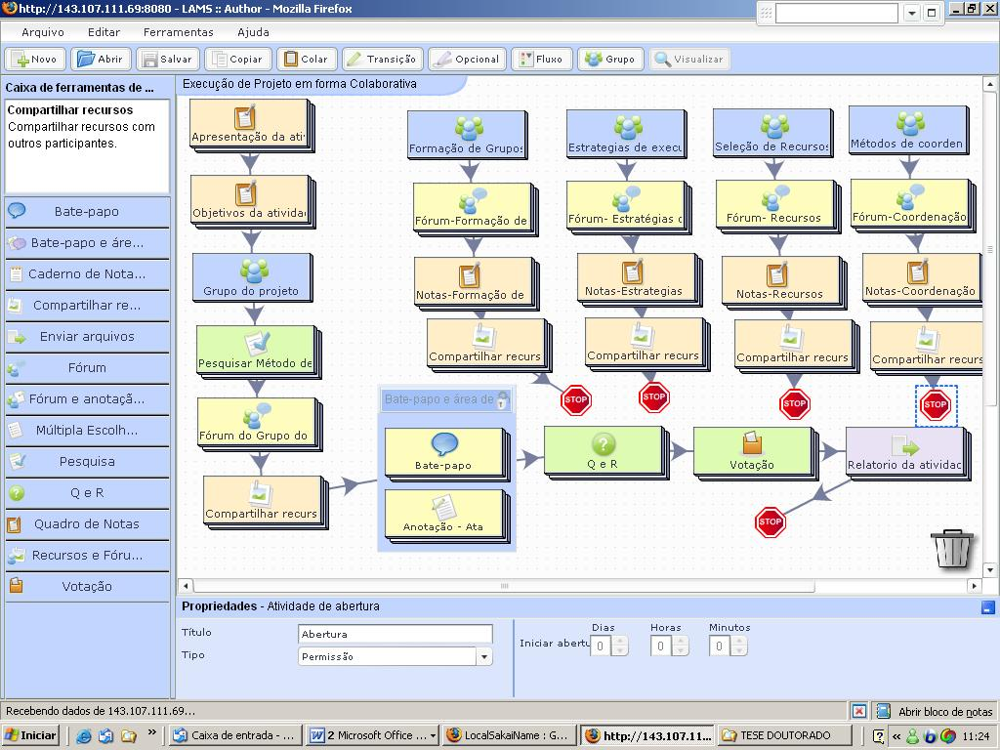 http://143.107.111.69:8080 - LAMS :: Author - Mozilla Firefox
Arquivo Editar Ferramentas Ajuda
Novo Abrir Salvar Copiar Colar Transição Opcional Fluxo Grupo Visualizar
Caixa de ferramentas de ...
Compartilhar recursos
Compartilhar recursos com
outros participantes.
Bate-papo
Bate-papo e áre...
Caderno de Nota...
Compartilhar re...
Enviar arquivos
Fórum
Fórum e anotaçã...
Múltipla Escolh...
Pesquisa
Q e R
Quadro de Notas
Recursos e Fóru...
Votação
Execução de Projeto em forma Colaborativa
Apresentação da ati
Objetivos da atividad
Grupo do projeto
Pesquisar Método de
Fórum do Grupo do
Compartilhar recurs
Formação de Grupos
Fórum-Formação de
Notas-Formação de
Compartilhar recurs
STOP
Estrategias de execu
Fórum- Estratégias d
Notas-Estrategias
Compartilhar recurs
STOP
Seleção de Recursos
Fórum- Recursos
Notas-Recursos
Compartilhar recurs
STOP
Métodos de coorden
Fórum-Coordenação
Notas-Coordenação
Compartilhar recurs
STOP
Bate-papo e área de
Bate-papo
Anotação - Ata
Q e R
Votação
Relatorio da atividad
STOP
Propriedades - Atividade de abertura
Título Abertura
Tipo Permissão
Dias Horas Minutos
Iniciar abertu 0 0 0
Recebendo dados de 143.107.111.69...
Abrir bloco de notas
Iniciar » Caixa de entrada - ... 2 Microsoft Office ... LocalSakaiName : G... http://143.107.11... TESE DOUTORADO « 11:24